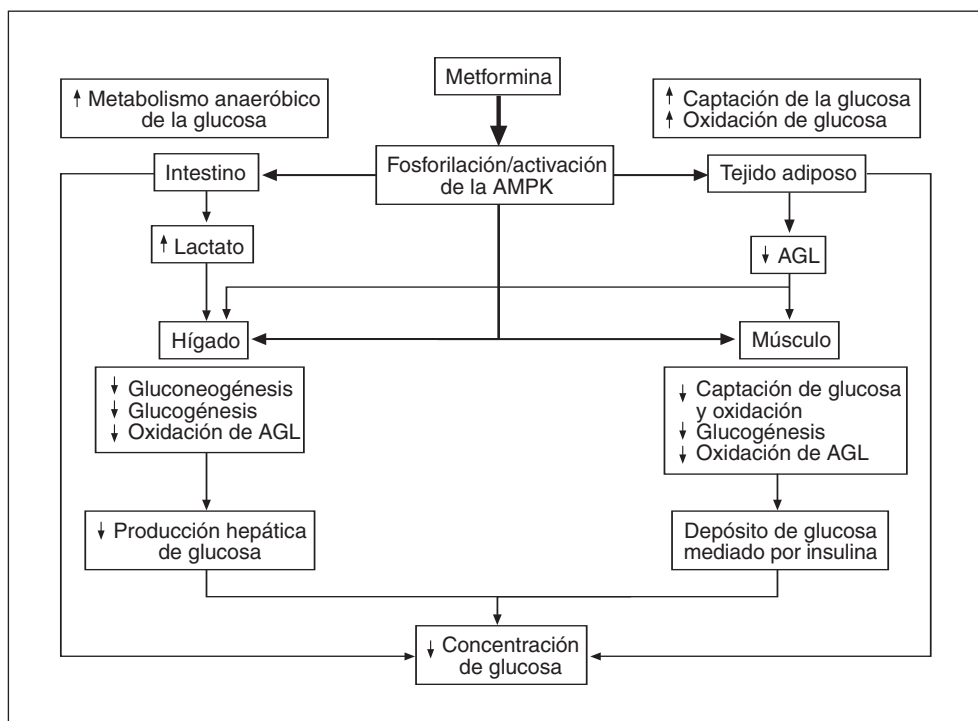 Metformina
↑ Metabolismo anaeróbico
de la glucosa
↑ Captación de la glucosa
↑ Oxidación de glucosa
Fosforilación/activación
de la AMPK
Intestino
Tejido adiposo
↑ Lactato
↓ AGL
Hígado
Músculo
↓ Gluconeogénesis
↓ Glucogénesis
↓ Oxidación de AGL
↓ Captación de glucosa
y oxidación
↓ Glucogénesis
↓ Oxidación de AGL
↓ Producción hepática
de glucosa
Depósito de glucosa
mediado por insulina
↓ Concentración
de glucosa